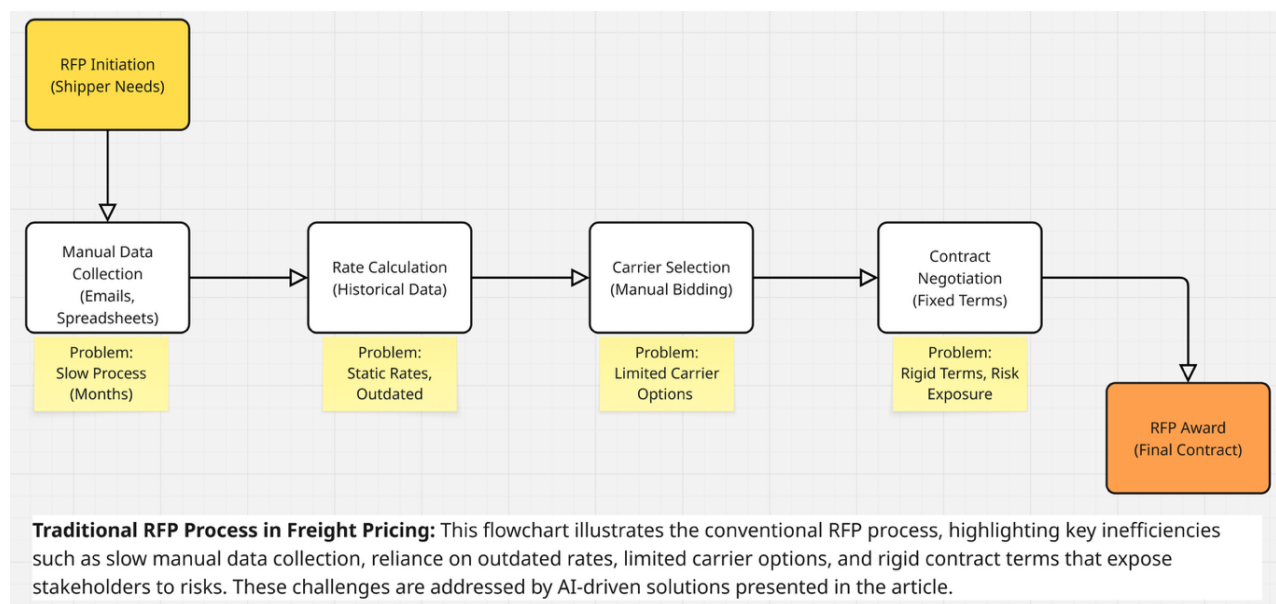 RFP Initiation
(Shipper Needs)
Manual Data
Collection
(Emails,
Spreadsheets)
Problem:
Slow Process
(Months)
Rate Calculation
(Historical Data)
Problem:
Static Rates,
Outdated
Carrier Selection
(Manual Bidding)
Problem:
Limited Carrier
Options
Contract
Negotiation
(Fixed Terms)
Problem:
Rigid Terms, Risk
Exposure
RFP Award
(Final Contract)
Traditional RFP Process in Freight Pricing: This flowchart illustrates the conventional RFP process, highlighting key inefficiencies
such as slow manual data collection, reliance on outdated rates, limited carrier options, and rigid contract terms that expose
stakeholders to risks. These challenges are addressed by AI-driven solutions presented in the article.